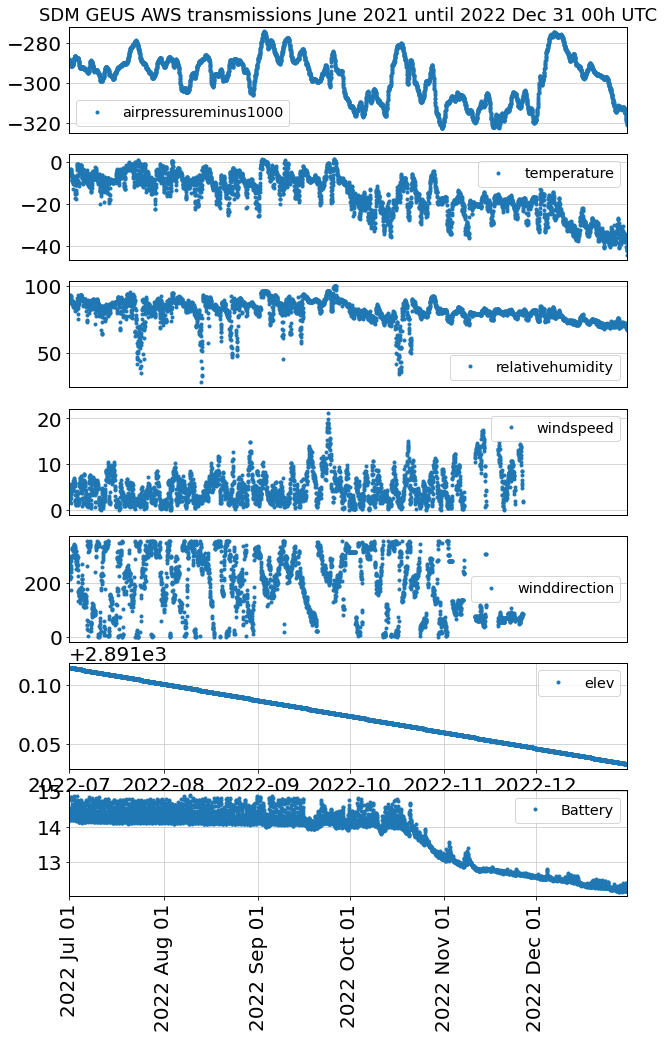 SDM GEUS AWS transmissions June 2021 until 2022 Dec 31 00h UTC
−280
−300
−320
airpressureminus1000
0
−20
−40
temperature
100
50
relativehumidity
20
10
0
windspeed
200
0
winddirection
+2.891e3
0.10
0.05
elev
2022-07 2022-08 2022-09 2022-10 2022-11 2022-12
15
14
13
Battery
2022 Jul 01
2022 Aug 01
2022 Sep 01
2022 Oct 01
2022 Nov 01
2022 Dec 01